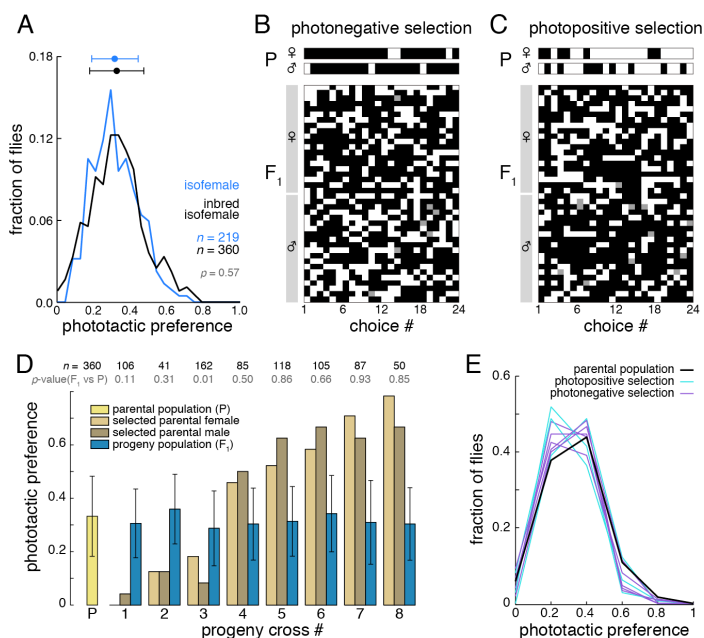 A
0.18
0.12
0.06
0.0
fraction of flies
0.0 0.2 0.4 0.6 0.8 1.0
phototactic preference
isofemale
inbred
isofemale
n = 219
n = 360
p = 0.57
B
photonegative selection
P
♀
♂
F1
♀
♂
1 10 20 24
choice #
C
photopositive selection
P
♀
♂
F1
♀
♂
1 10 20 24
choice #
D
n = 360 106 41 162 85 118 105 87 50
p-value(F1 vs P) 0.11 0.31 0.01 0.50 0.86 0.66 0.93 0.85
parental population (P)
selected parental female
selected parental male
progeny population (F1)
0.6
0.4
0.2
0
phototactic preference
P 1 2 3 4 5 6 7 8
progeny cross #
E
parental population
photopositive selection
photonegative selection
0.6
0.4
0.2
0
fraction of flies
0 0.2 0.4 0.6 0.8 1
phototactic preference